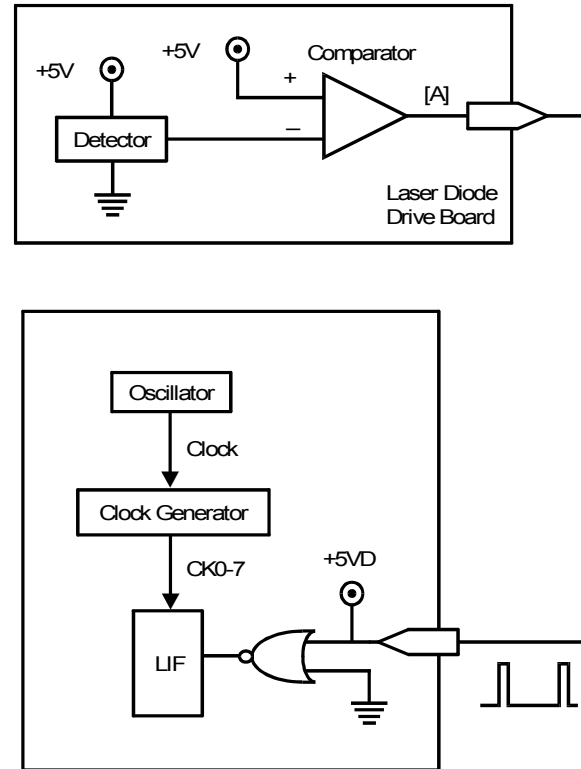 +5V
+5V
Comparator
+
[A]
Detector
–
Laser Diode
Drive Board
Oscillator
Clock
Clock Generator
+5VD
CK0-7
LIF